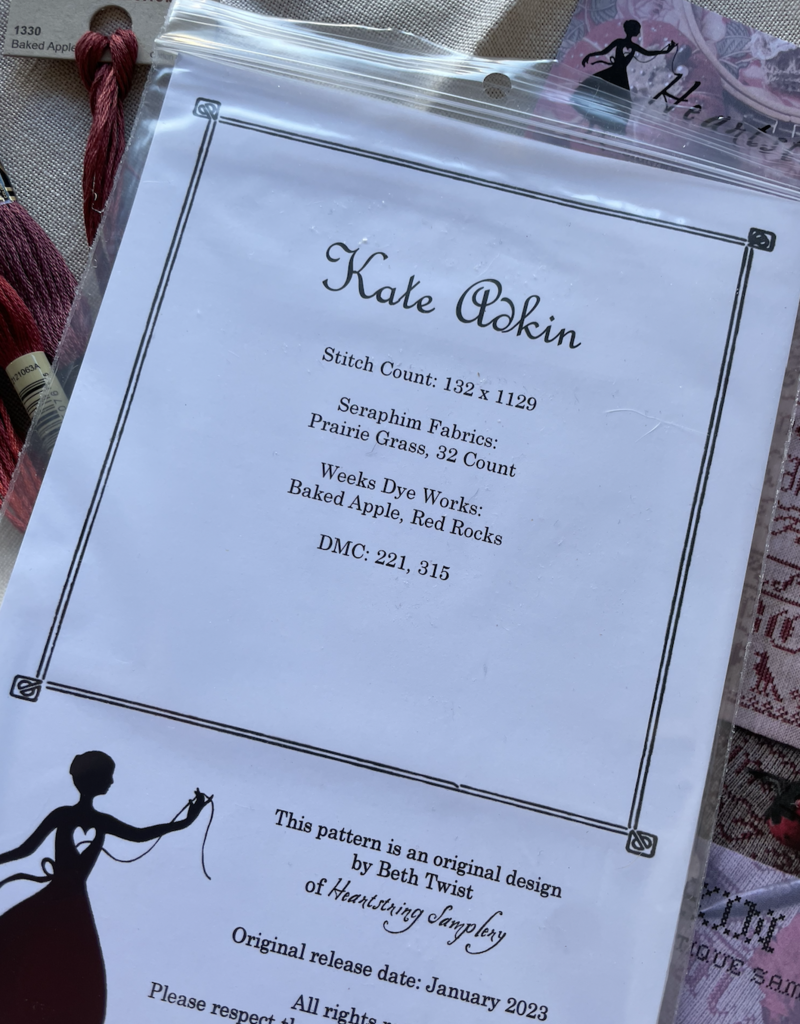 1330
Baked Apple
Kate Adkin
Stitch Count: 132 x 1129
Seraphim Fabrics:
Prairie Grass, 32 Count
Weeks Dye Works:
Baked Apple, Red Rocks
DMC: 221, 315
This pattern is an original design
by Beth Twist
of Heartstring Samplery
Original release date: January 2023
All rights
Please respect
21063A